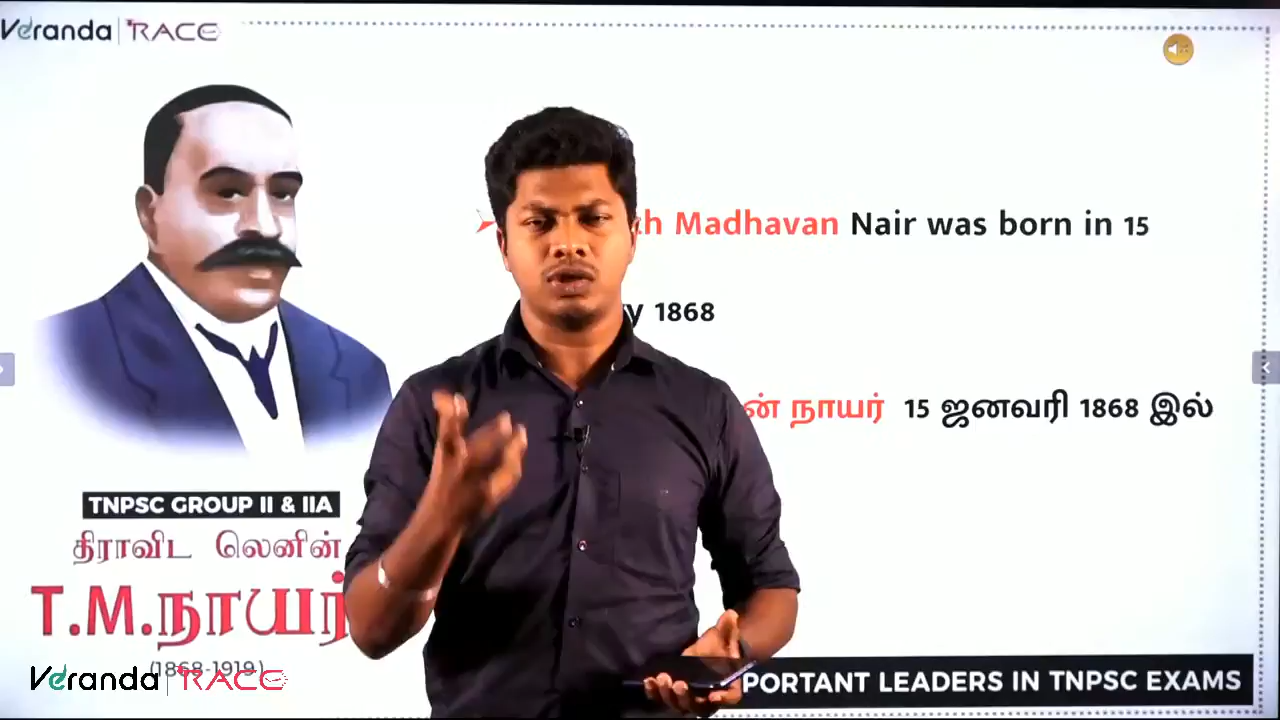 Veranda RACE
Madhavan Nair was born in 15
1868
நாயர் 15 ஜனவரி 1868 இல்
TNPSC GROUP II & IIA
திராவிட லெனின்
T.M.நாயர்
(1868-1919)
Veranda RACE
LEADERS IN TNPSC EXAMS